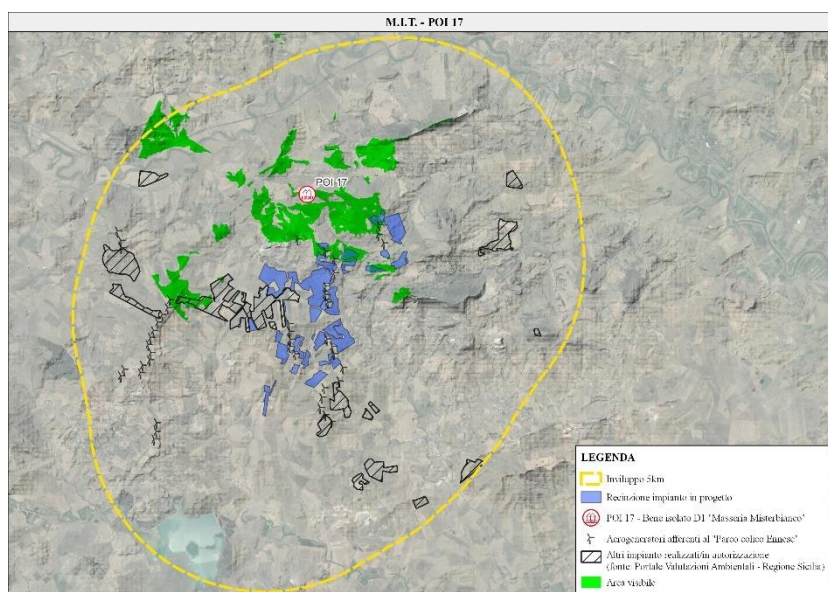 M.I.T. - POI 17
POI 17
LEGENDA
Inviluppo 5km
Recinzione impianto in progetto
POI 17 - Bene isolato D1 "Masseria Misterbianco"
Aerogeneratori afferenti al "Parco eolico Ennese"
Altri impianto realizzati/in autorizzazione
(fonte: Portale Valutazioni Ambientali - Regione Sicilia)
Area visibile